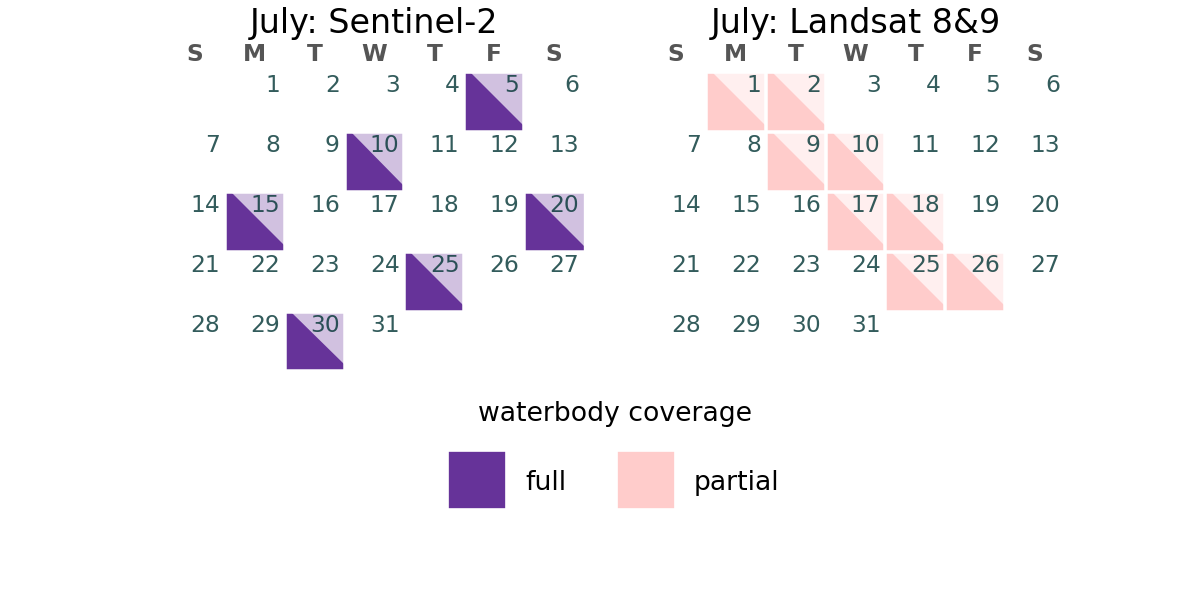 July: Sentinel-2
S M T W T F S
1 2 3 4 5 6
7 8 9 10 11 12 13
14 15 16 17 18 19 20
21 22 23 24 25 26 27
28 29 30 31
July: Landsat 8&9
S M T W T F S
1 2 3 4 5 6
7 8 9 10 11 12 13
14 15 16 17 18 19 20
21 22 23 24 25 26 27
28 29 30 31
waterbody coverage
full
partial